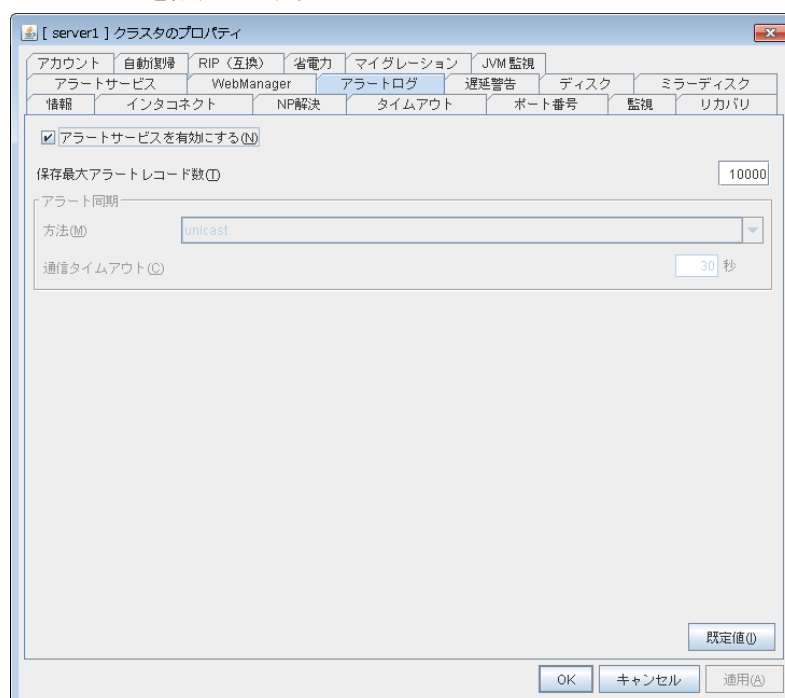 [ server1 ] クラスタのプロパティ
アカウント 自動復帰 RIP（互換） 省電力 マイグレーション JVM 監視
アラートサービス WebManager アラートログ 遅延警告 ディスク ミラーディスク
情報 インタコネクト NP解決 タイムアウト ポート番号 監視 リカバリ
アラートサービスを有効にする(N)
保存最大アラートレコード数(T) 10000
アラート同期
方法(M) unicast
通信タイムアウト(C) 30 秒
既定値(I)
OK キャンセル 適用(A)